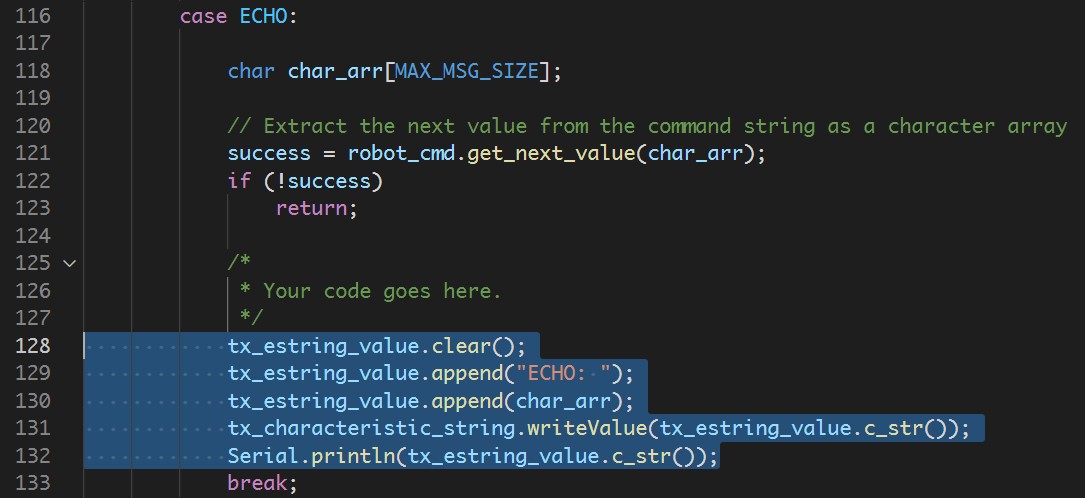 116 case ECHO:
117
118 char char_arr[MAX_MSG_SIZE];
119
120 // Extract the next value from the command string as a character array
121 success = robot_cmd.get_next_value(char_arr);
122 if (!success)
123 return;
124
125 /*
126 * Your code goes here.
127 */
128 tx_estring_value.clear();
129 tx_estring_value.append("ECHO: ");
130 tx_estring_value.append(char_arr);
131 tx_characteristic_string.writeValue(tx_estring_value.c_str());
132 Serial.println(tx_estring_value.c_str());
133 break;